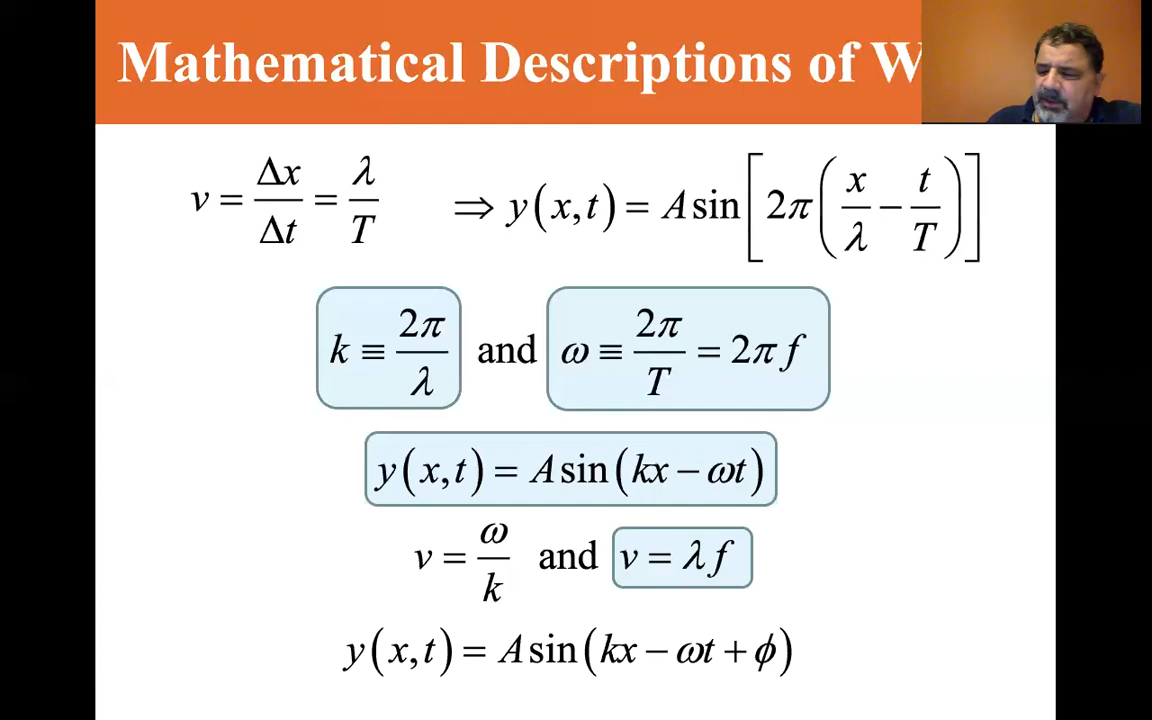 Mathematical Descriptions of
v = Δx/Δt = λ/T ⇒ y(x,t) = A sin[2π(x/λ − t/T)]
k ≡ 2π/λ and ω ≡ 2π/T = 2πf
y(x,t) = A sin(kx − ωt)
v = ω/k and v = λf
y(x,t) = A sin(kx − ωt + ϕ)